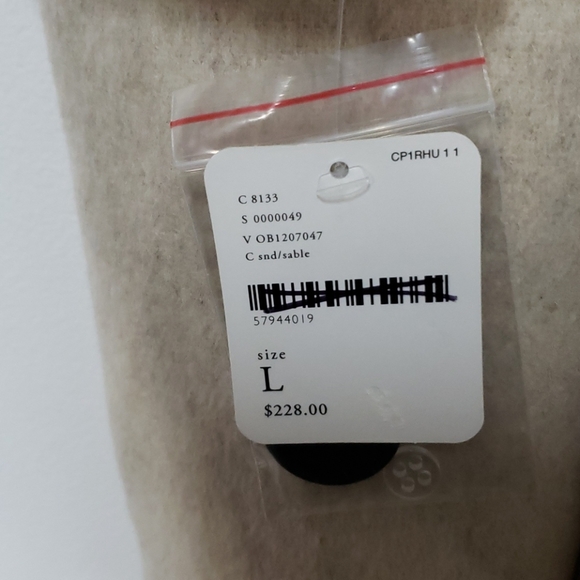 CP1RHU 1 1
C 8133
S 0000049
V OB1207047
C snd/sable
57944019
size
L
$228.00